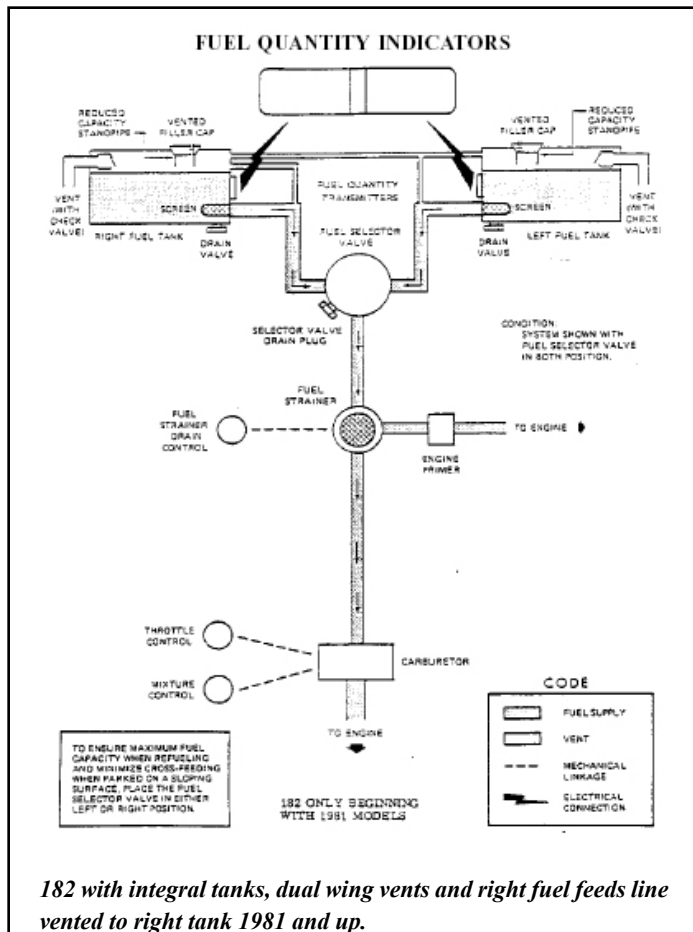 FUEL QUANTITY INDICATORS
REDUCED
CAPACITY
STANDPIPE
VENTED
FILLER CAP
VENTED
FILLER CAP
REDUCED
CAPACITY
STANDPIPE
VENT
(WITH
CHECK
VALVE)
SCREEN
RIGHT FUEL TANK
DRAIN
VALVE
FUEL QUANTITY
TRANSMITTERS
FUEL SELECTOR
VALVE
SCREEN
LEFT FUEL TANK
DRAIN
VALVE
VENT
(WITH
CHECK
VALVE)
SELECTOR VALVE
DRAIN PLUG
CONDITION:
SYSTEM SHOWN WITH
FUEL SELECTOR VALVE
IN BOTH POSITION.
FUEL
STRAINER
FUEL
STRAINER
DRAIN
CONTROL
TO ENGINE
ENGINE
PRIMER
THROTTLE
CONTROL
MIXTURE
CONTROL
CARBURETOR
TO ENGINE
CODE
FUEL SUPPLY
VENT
MECHANICAL
LINKAGE
ELECTRICAL
CONNECTION
TO ENSURE MAXIMUM FUEL
CAPACITY WHEN REFUELING
AND MINIMIZE CROSS-FEEDING
WHEN PARKED ON A SLOPING
SURFACE, PLACE THE FUEL
SELECTOR VALVE IN EITHER
LEFT OR RIGHT POSITION.
182 ONLY BEGINNING
WITH 1981 MODELS
182 with integral tanks, dual wing vents and right fuel feeds line
vented to right tank 1981 and up.